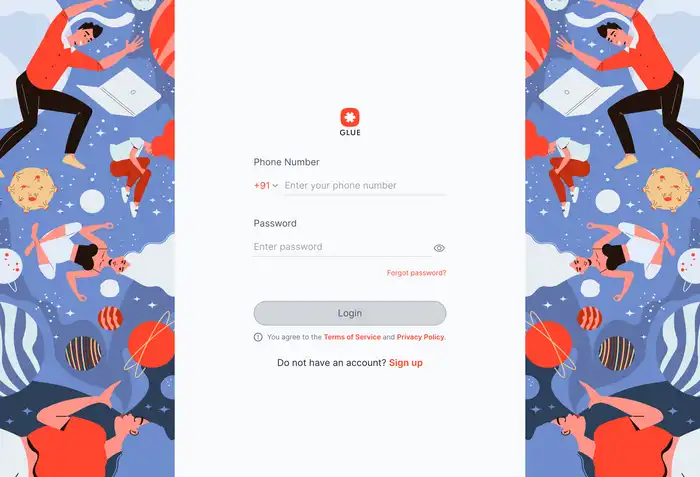 GLUE
Phone Number
+91 Enter your phone number
Password
Enter password
Forgot password?
Login
You agree to the Terms of Service and Privacy Policy.
Do not have an account? Sign up